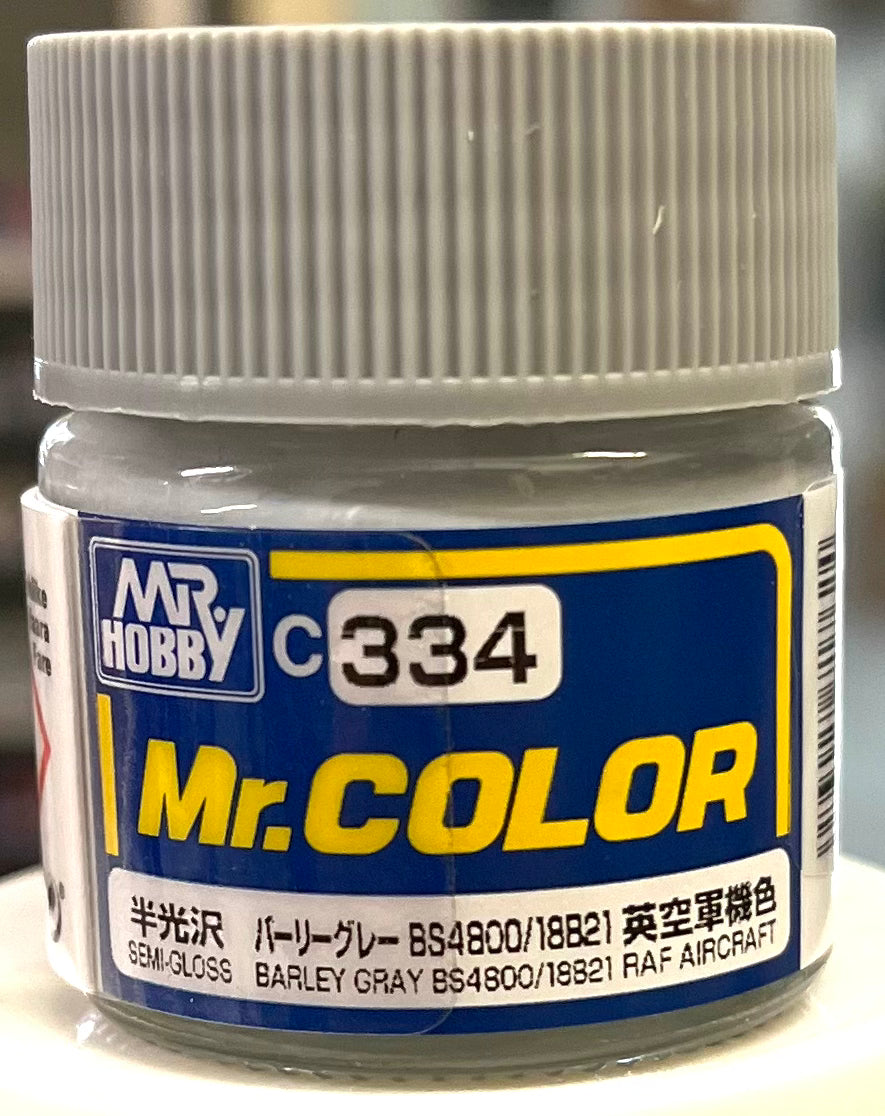 MR.
HOBBY
C 334
Mr.COLOR
半光沢 バーリーグレー BS4800/18B21 英空軍機色
SEMI-GLOSS BARLEY GRAY BS4800/18B21 RAF AIRCRAFT